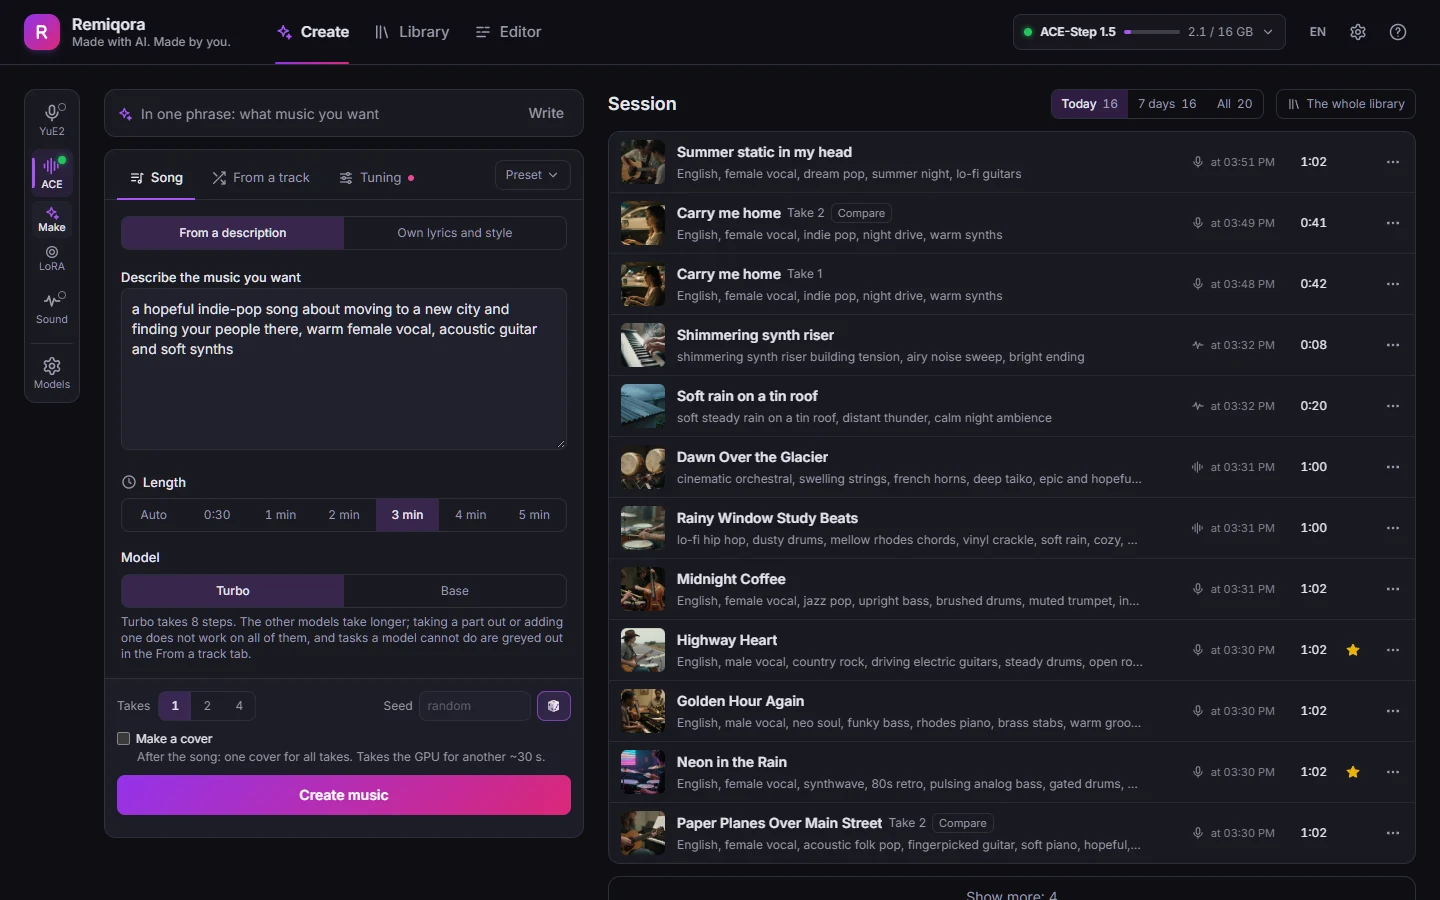 R
Remiqora
Made with AI. Made by you.
Create
Library
Editor
ACE-Step 1.5
2.1 / 16 GB
EN
YuE2
ACE
Make
LoRA
Sound
Models
In one phrase: what music you want
Write
Song
From a track
Tuning
Preset
From a description
Own lyrics and style
Describe the music you want
a hopeful indie-pop song about moving to a new city and
finding your people there, warm female vocal, acoustic guitar
and soft synths
Length
Auto
0:30
1 min
2 min
3 min
4 min
5 min
Model
Turbo
Base
Turbo takes 8 steps. The other models take longer; taking a part out or adding
one does not work on all of them, and tasks a model cannot do are greyed out
in the From a track tab.
Takes
1
2
4
Seed
random
Make a cover
After the song: one cover for all takes. Takes the GPU for another ~30 s.
Create music
Session
Today 16
7 days 16
All 20
The whole library
Summer static in my head
English, female vocal, dream pop, summer night, lo-fi guitars
at 03:51 PM
1:02
Carry me home Take 2 Compare
English, female vocal, indie pop, night drive, warm synths
at 03:49 PM
0:41
Carry me home Take 1
English, female vocal, indie pop, night drive, warm synths
at 03:48 PM
0:42
Shimmering synth riser
shimmering synth riser building tension, airy noise sweep, bright ending
at 03:32 PM
0:08
Soft rain on a tin roof
soft steady rain on a tin roof, distant thunder, calm night ambience
at 03:32 PM
0:20
Dawn Over the Glacier
cinematic orchestral, swelling strings, french horns, deep taiko, epic and hopefu...
at 03:31 PM
1:00
Rainy Window Study Beats
lo-fi hip hop, dusty drums, mellow rhodes chords, vinyl crackle, soft rain, cozy, ...
at 03:31 PM
1:00
Midnight Coffee
English, female vocal, jazz pop, upright bass, brushed drums, muted trumpet, in...
at 03:31 PM
1:02
Highway Heart
English, male vocal, country rock, driving electric guitars, steady drums, open ro...
at 03:30 PM
1:02
Golden Hour Again
English, male vocal, neo soul, funky bass, rhodes piano, brass stabs, warm groo...
at 03:30 PM
1:02
Neon in the Rain
English, female vocal, synthwave, 80s retro, pulsing analog bass, gated drums, ...
at 03:30 PM
1:02
Paper Planes Over Main Street Take 2 Compare
English, female vocal, acoustic folk pop, fingerpicked guitar, soft piano, hopeful,...
at 03:30 PM
1:02
Show more: 4